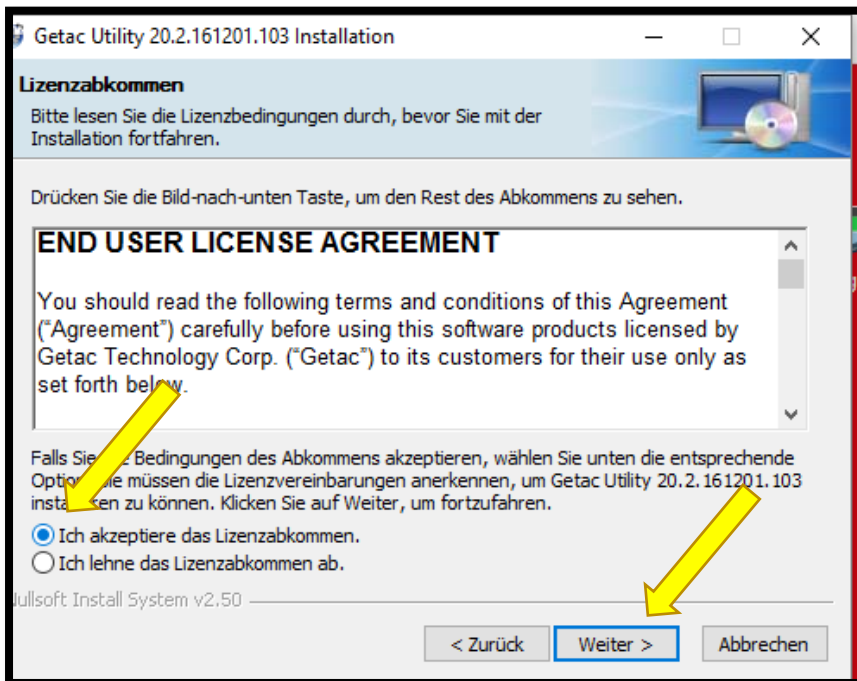 Getac Utility 20.2.161201.103 Installation
Lizenzabkommen
Bitte lesen Sie die Lizenzbedingungen durch, bevor Sie mit der
Installation fortfahren.
Drücken Sie die Bild-nach-unten Taste, um den Rest des Abkommens zu sehen.
END USER LICENSE AGREEMENT
You should read the following terms and conditions of this Agreement
(“Agreement”) carefully before using this software products licensed by
Getac Technology Corp. (“Getac”) to its customers for their use only as
set forth below.
Falls Sie Bedingungen des Abkommens akzeptieren, wählen Sie unten die entsprechende
müssen die Lizenzvereinbarungen anerkennen, um Getac Utility 20.2.161201.103
zu können. Klicken Sie auf Weiter, um fortzufahren.
Ich akzeptiere das Lizenzabkommen.
Ich lehne das Lizenzabkommen ab.
Install System v2.50
< Zurück Weiter > Abbrechen